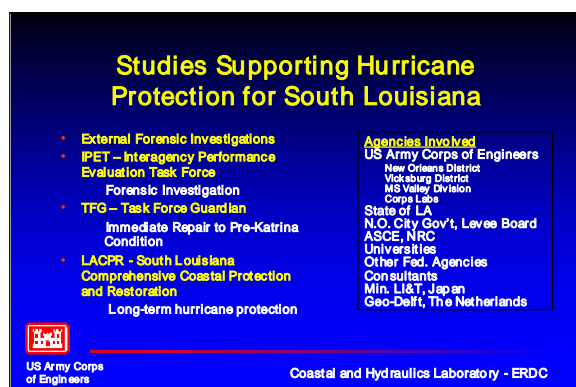 Studies Supporting Hurricane
Protection for South Louisiana
• External Forensic Investigations
• IPET – Interagency Performance
Evaluation Task Force
Forensic Investigation
• TFG – Task Force Guardian
Immediate Repair to Pre-Katrina
Condition
• LACPR - South Louisiana
Comprehensive Coastal Protection
and Restoration
Long-term hurricane protection
Agencies Involved
US Army Corps of Engineers
New Orleans District
Vicksburg District
MS Valley Division
Corps Labs
State of LA
N.O. City Gov't, Levee Board
ASCE, NRC
Universities
Other Fed. Agencies
Consultants
Min. LI&T, Japan
Geo-Delft, The Netherlands
US Army Corps
of Engineers
Coastal and Hydraulics Laboratory - ERDC